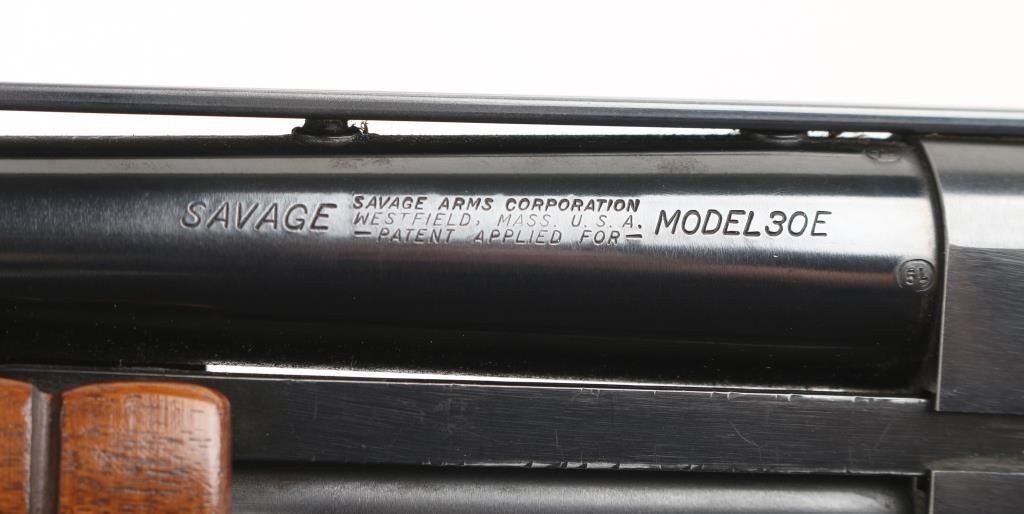 SAVAGE
SAVAGE ARMS CORPORATION
WESTFIELD, MASS. U.S.A.
—PATENT APPLIED FOR—
MODEL30E